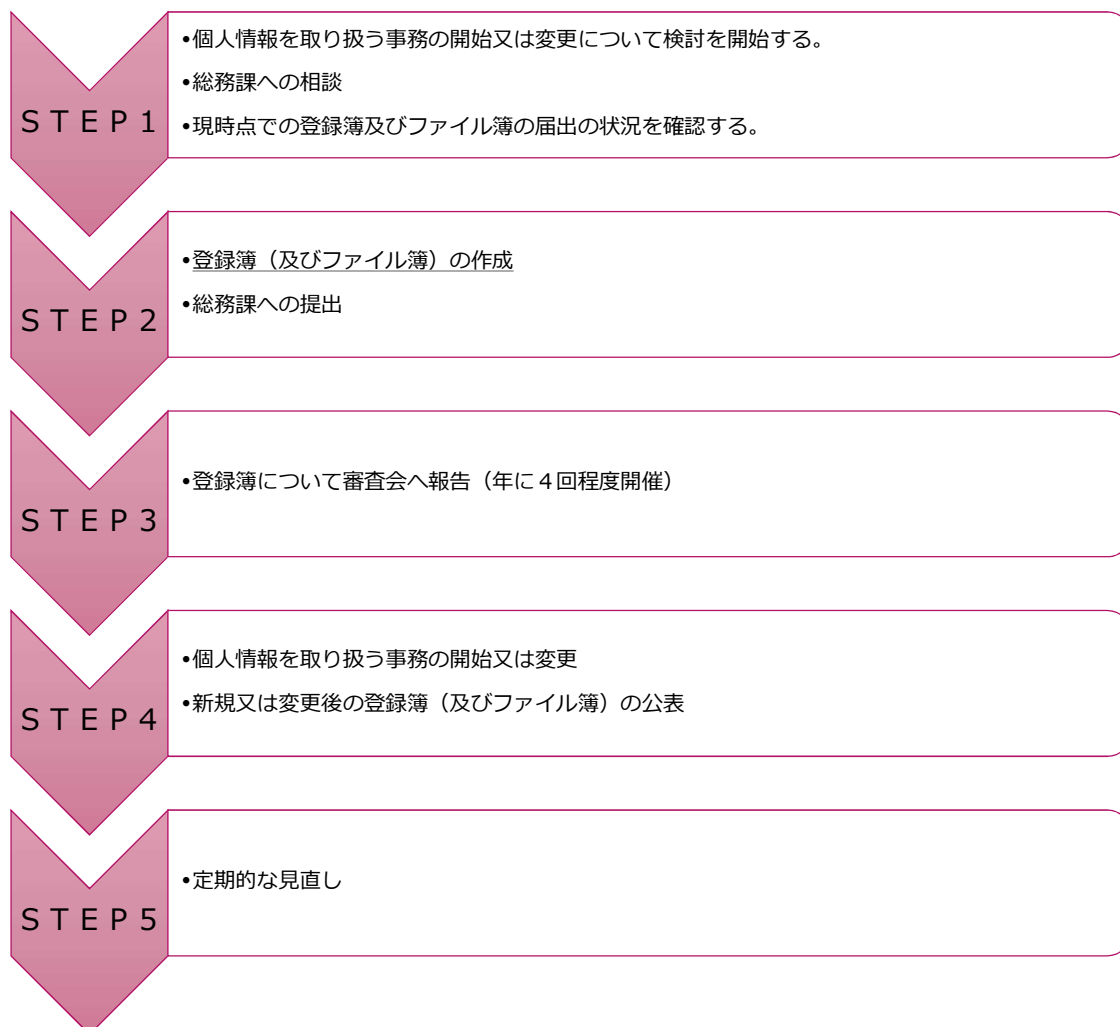 STEP1
•個人情報を取り扱う事務の開始又は変更について検討を開始する。
•総務課への相談
•現時点での登録簿及びファイル簿の届出の状況を確認する。
STEP2
•登録簿（及びファイル簿）の作成
•総務課への提出
STEP3
•登録簿について審査会へ報告（年に４回程度開催）
STEP4
•個人情報を取り扱う事務の開始又は変更
•新規又は変更後の登録簿（及びファイル簿）の公表
STEP5
•定期的な見直し